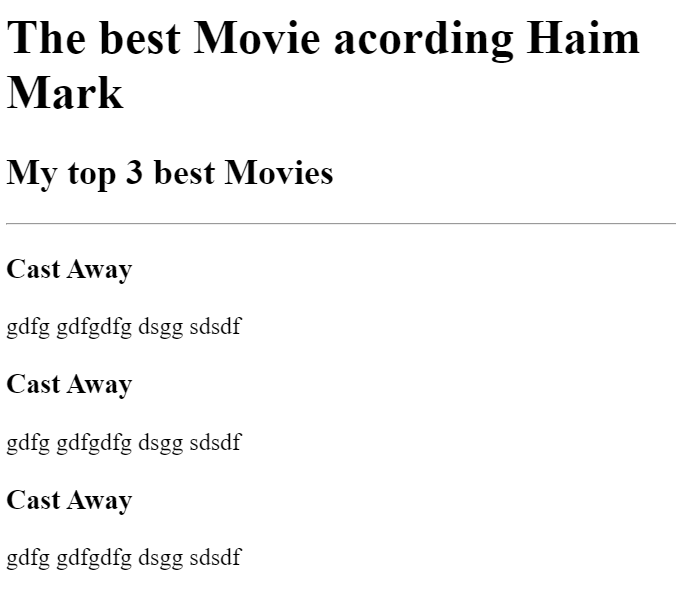 The best Movie acording Haim
Mark
My top 3 best Movies
Cast Away
gdfg gdfgdfg dsgg sdsdf
Cast Away
gdfg gdfgdfg dsgg sdsdf
Cast Away
gdfg gdfgdfg dsgg sdsdf